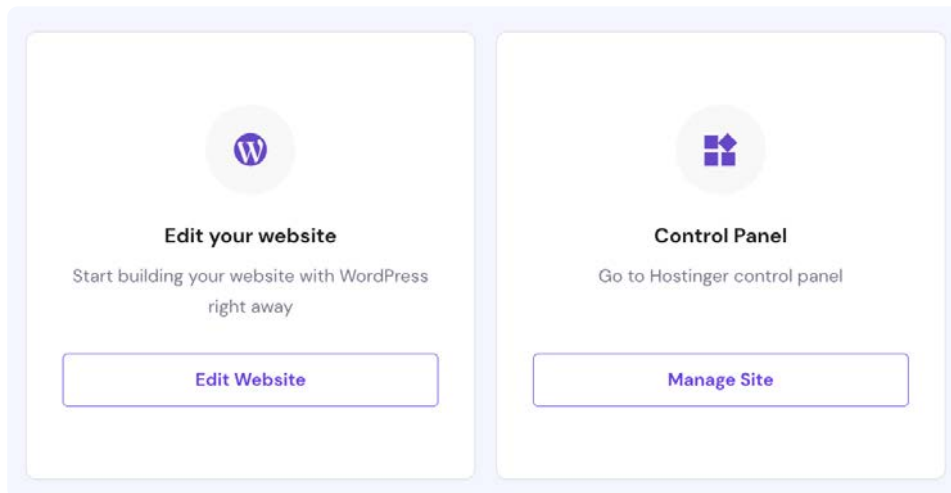 Edit your website
Start building your website with WordPress
right away
Edit Website
Control Panel
Go to Hostinger control panel
Manage Site